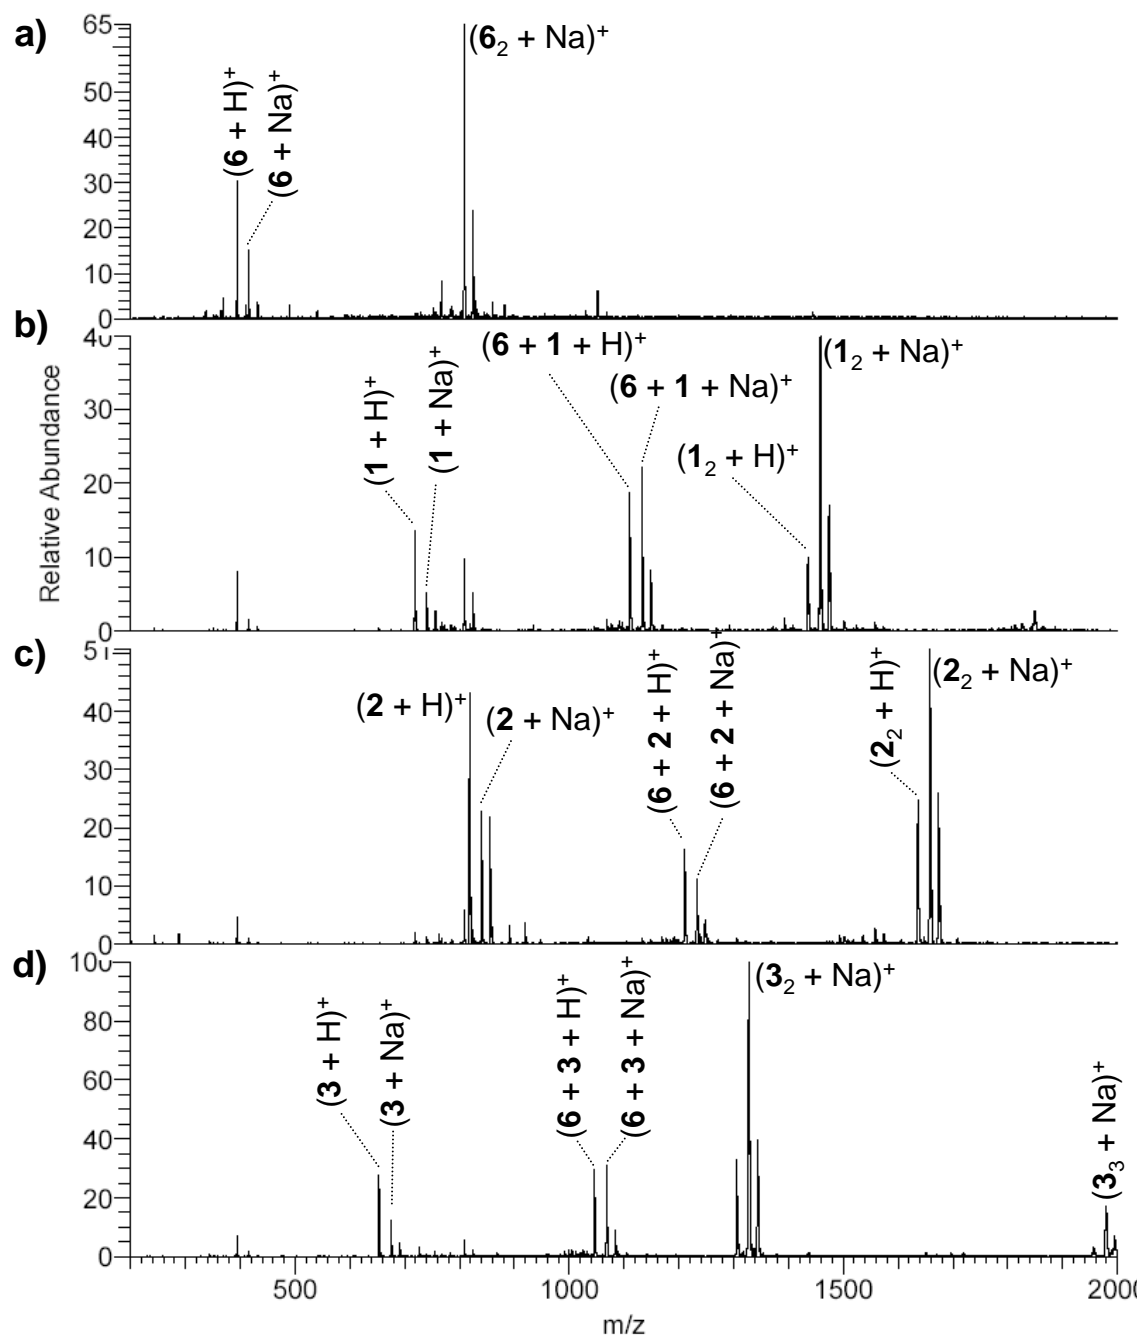 a)
65
50
40
30
20
10
0
(6 + H)⁺
(6 + Na)⁺
(6₂ + Na)⁺
b)
40
30
20
10
0
(1 + H)⁺
(1 + Na)⁺
(6 + 1 + H)⁺
(6 + 1 + Na)⁺
(1₂ + H)⁺
(1₂ + Na)⁺
Relative Abundance
c)
51
40
30
20
10
0
(2 + H)⁺
(2 + Na)⁺
(6 + 2 + H)⁺
(6 + 2 + Na)⁺
(2₂ + H)⁺
(2₂ + Na)⁺
d)
100
80
60
40
20
0
(3 + H)⁺
(3 + Na)⁺
(6 + 3 + H)⁺
(6 + 3 + Na)⁺
(3₂ + Na)⁺
(3₃ + Na)⁺
500 1000 1500 2000
m/z